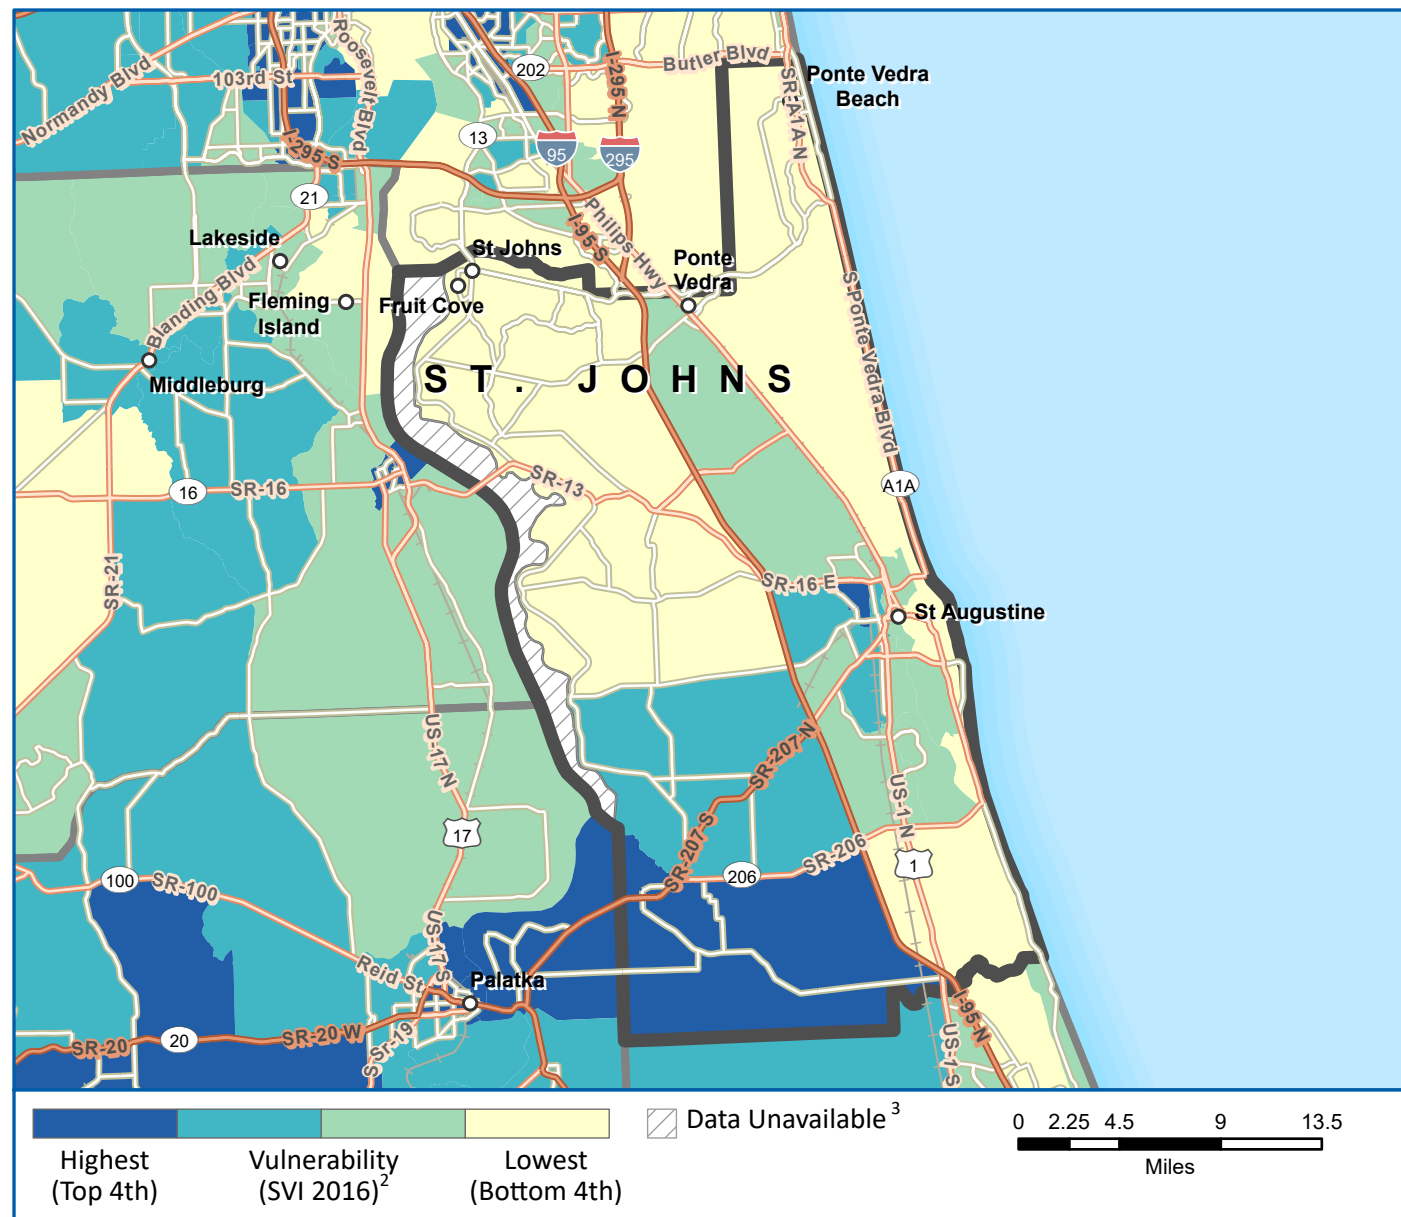 Normandy Blvd
103rd St
Roosevelt Blvd
202
I-295 N
Butler Blvd
SR-A1A N
Ponte Vedra
Beach
13
95
295
I-295 S
21
Lakeside
Blanding Blvd
Fleming
Island
St Johns
Fruit Cove
I-95 S
Philips Hwy
Ponte
Vedra
S Ponte Vedra Blvd
Middleburg
ST. JOHNS
16
SR-16
SR-13
A1A
SR-21
SR-16 E
St Augustine
US-17 N
SR-207 N
US-1 N
17
SR-207 S
SR-206
206
1
100
SR-100
US-17 S
Reid St
Palatka
I-95 N
US-1 S
SR-20
20
SR-20 W
S Sr-19
Highest
(Top 4th)
Vulnerability
(SVI 2016)2
Lowest
(Bottom 4th)
Data Unavailable 3
0 2.25 4.5 9 13.5
Miles